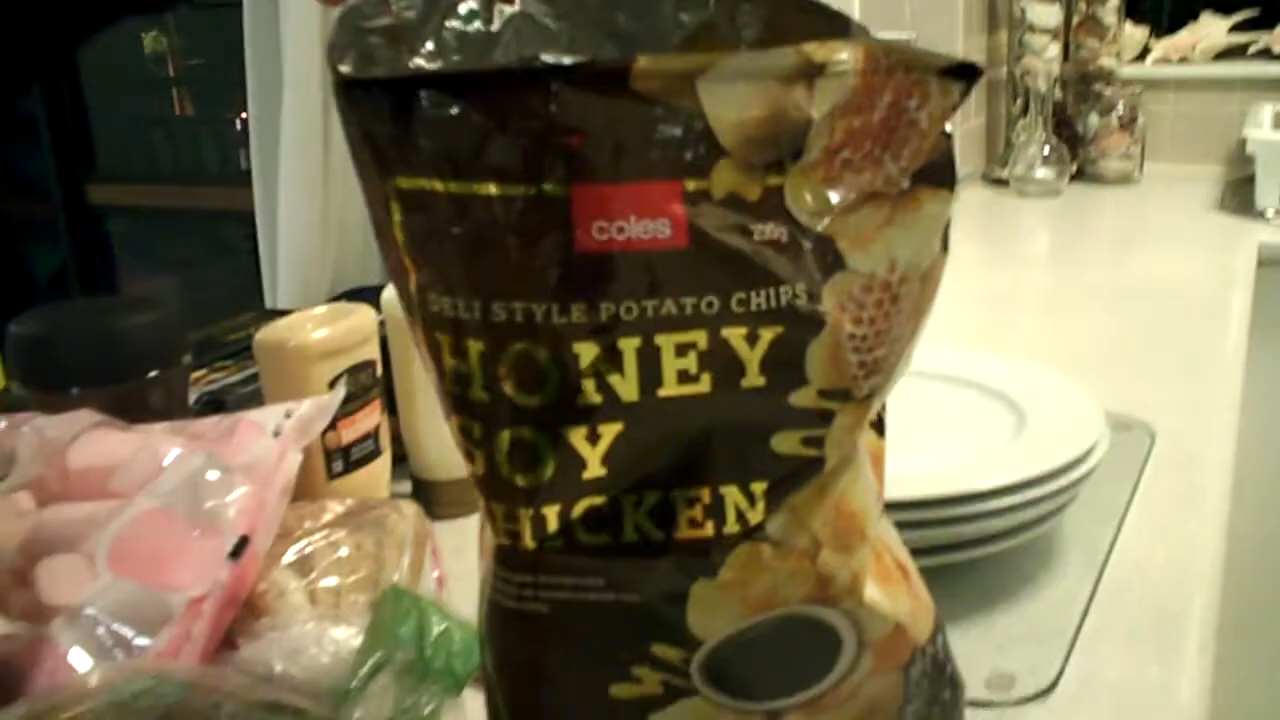 coles
DELI STYLE POTATO CHIPS
HONEY
SOY
CHICKEN